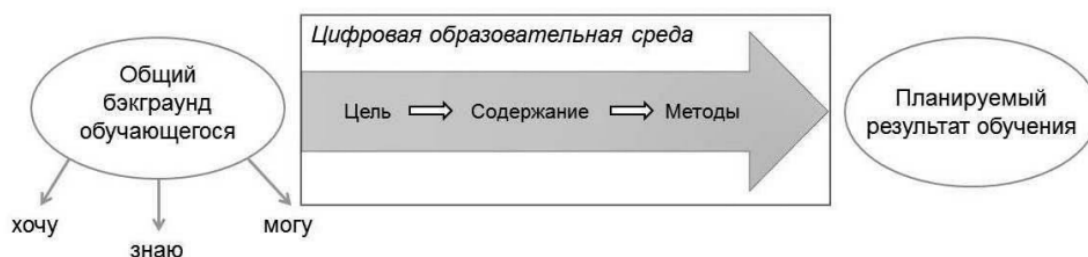 Цифровая образовательная среда
Общий
бэкграунд
обучающегося
Цель
Содержание
Методы
Планируемый
результат обучения
хочу
знаю
могу